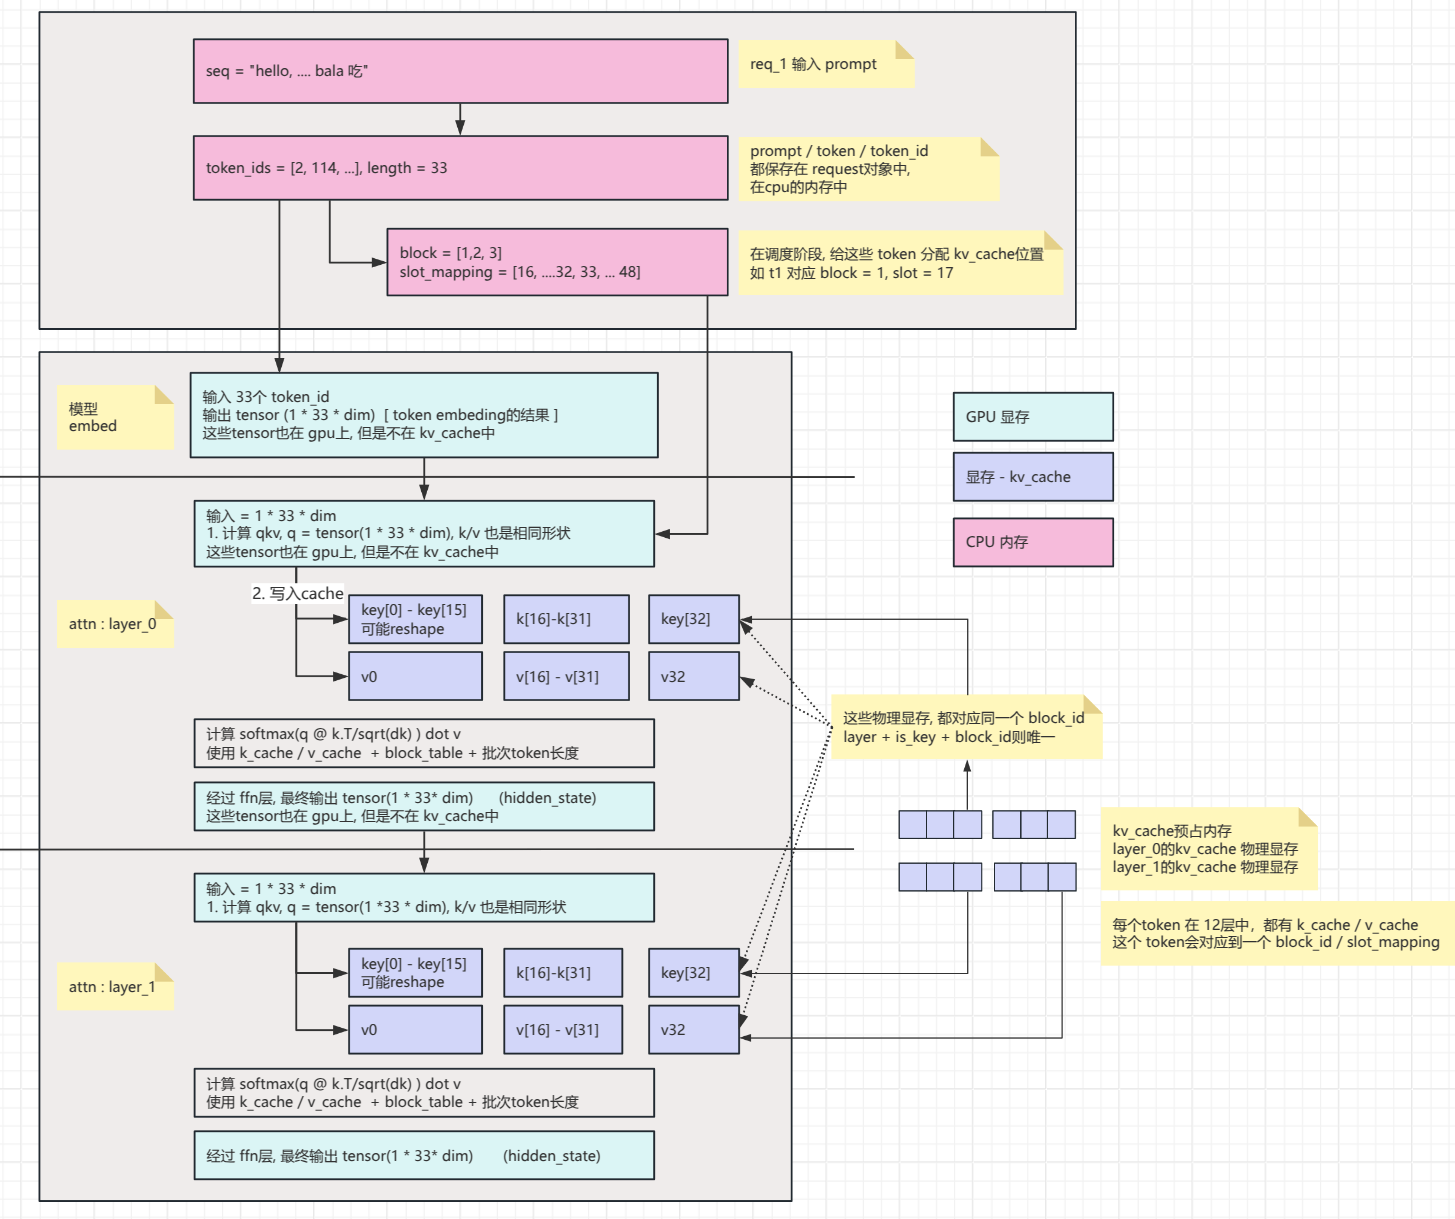 seq = "hello, .... bala 吃"
req_1 输入 prompt
token_ids = [2, 114, ...], length = 33
prompt / token / token_id
都保存在 request对象中,
在cpu的内存中
block = [1,2, 3]
slot_mapping = [16, ....32, 33, ... 48]
在调度阶段, 给这些 token 分配 kv_cache位置
如 t1 对应 block = 1, slot = 17
模型
embed
输入 33个 token_id
输出 tensor (1 * 33 * dim)  [ token embeding的结果 ]
这些tensor也在 gpu上, 但是不在 kv_cache中
GPU 显存
显存 - kv_cache
CPU 内存
输入 = 1 * 33 * dim
1. 计算 qkv, q = tensor(1 * 33 * dim), k/v 也是相同形状
这些tensor也在 gpu上, 但是不在 kv_cache中
2. 写入cache
attn : layer_0
key[0] - key[15]
可能reshape
k[16]-k[31]
key[32]
v0
v[16] - v[31]
v32
计算 softmax(q @ k.T/sqrt(dk) ) dot v
使用 k_cache / v_cache  + block_table + 批次token长度
这些物理显存, 都对应同一个 block_id
layer + is_key + block_id则唯一
经过 ffn层, 最终输出 tensor(1 * 33* dim)      (hidden_state)
这些tensor也在 gpu上, 但是不在 kv_cache中
kv_cache预占内存
layer_0的kv_cache 物理显存
layer_1的kv_cache 物理显存
输入 = 1 * 33 * dim
1. 计算 qkv, q = tensor(1 *33 * dim), k/v 也是相同形状
每个token 在 12层中，都有 k_cache / v_cache
这个 token会对应到一个 block_id / slot_mapping
attn : layer_1
key[0] - key[15]
可能reshape
k[16]-k[31]
key[32]
v0
v[16] - v[31]
v32
计算 softmax(q @ k.T/sqrt(dk) ) dot v
使用 k_cache / v_cache  + block_table + 批次token长度
经过 ffn层, 最终输出 tensor(1 * 33* dim)       (hidden_state)